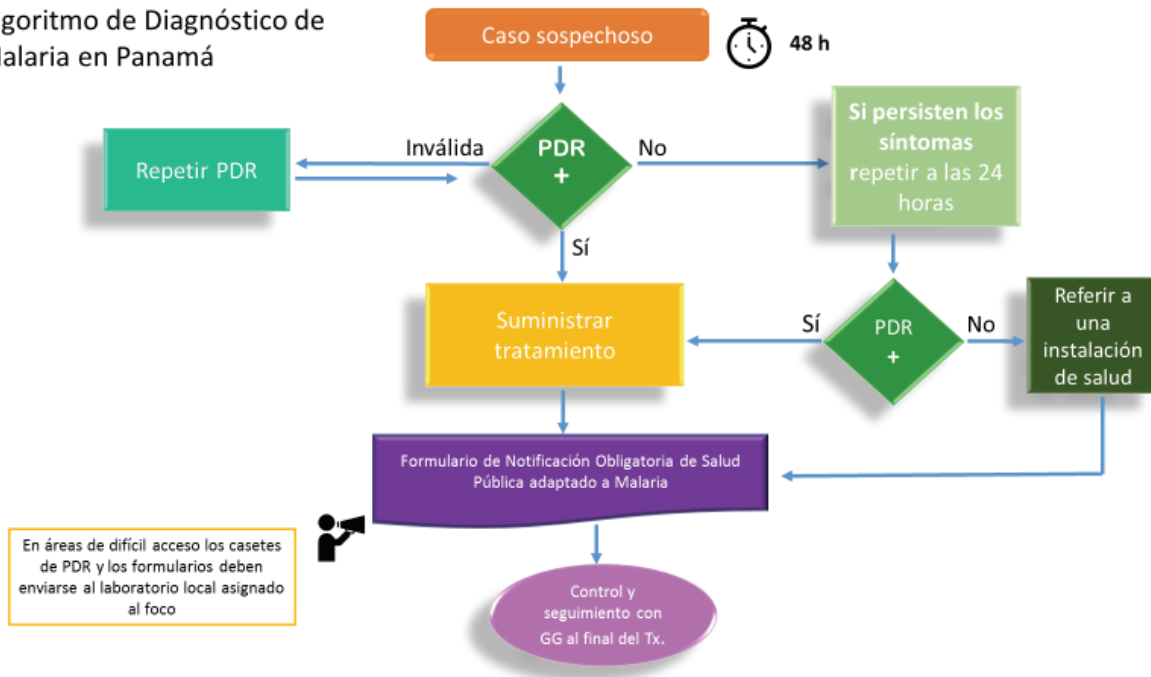 goritmo de Diagnóstico de
alaria en Panamá
Caso sospechoso
48 h
Repetir PDR
Inválida
PDR
+
No
Si persisten los
síntomas
repetir a las 24
horas
Sí
Suministrar
tratamiento
Sí
PDR
+
No
Referir a
una
instalación
de salud
Formulario de Notificación Obligatoria de Salud
Pública adaptado a Malaria
En áreas de difícil acceso los casetes
de PDR y los formularios deben
enviarse al laboratorio local asignado
al foco
Control y
seguimiento con
GG al final del Tx.